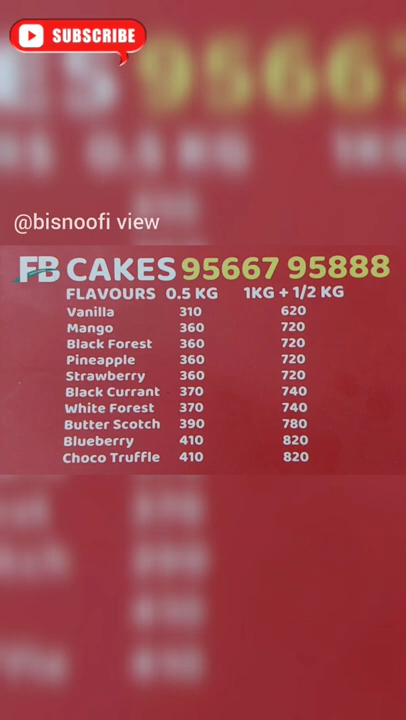 SUBSCRIBE
@bisnoofi view
FB CAKES 95667 95888
FLAVOURS 0.5 KG 1KG + 1/2 KG
Vanilla 310 620
Mango 360 720
Black Forest 360 720
Pineapple 360 720
Strawberry 360 720
Black Currant 370 740
White Forest 370 740
Butter Scotch 390 780
Blueberry 410 820
Choco Truffle 410 820